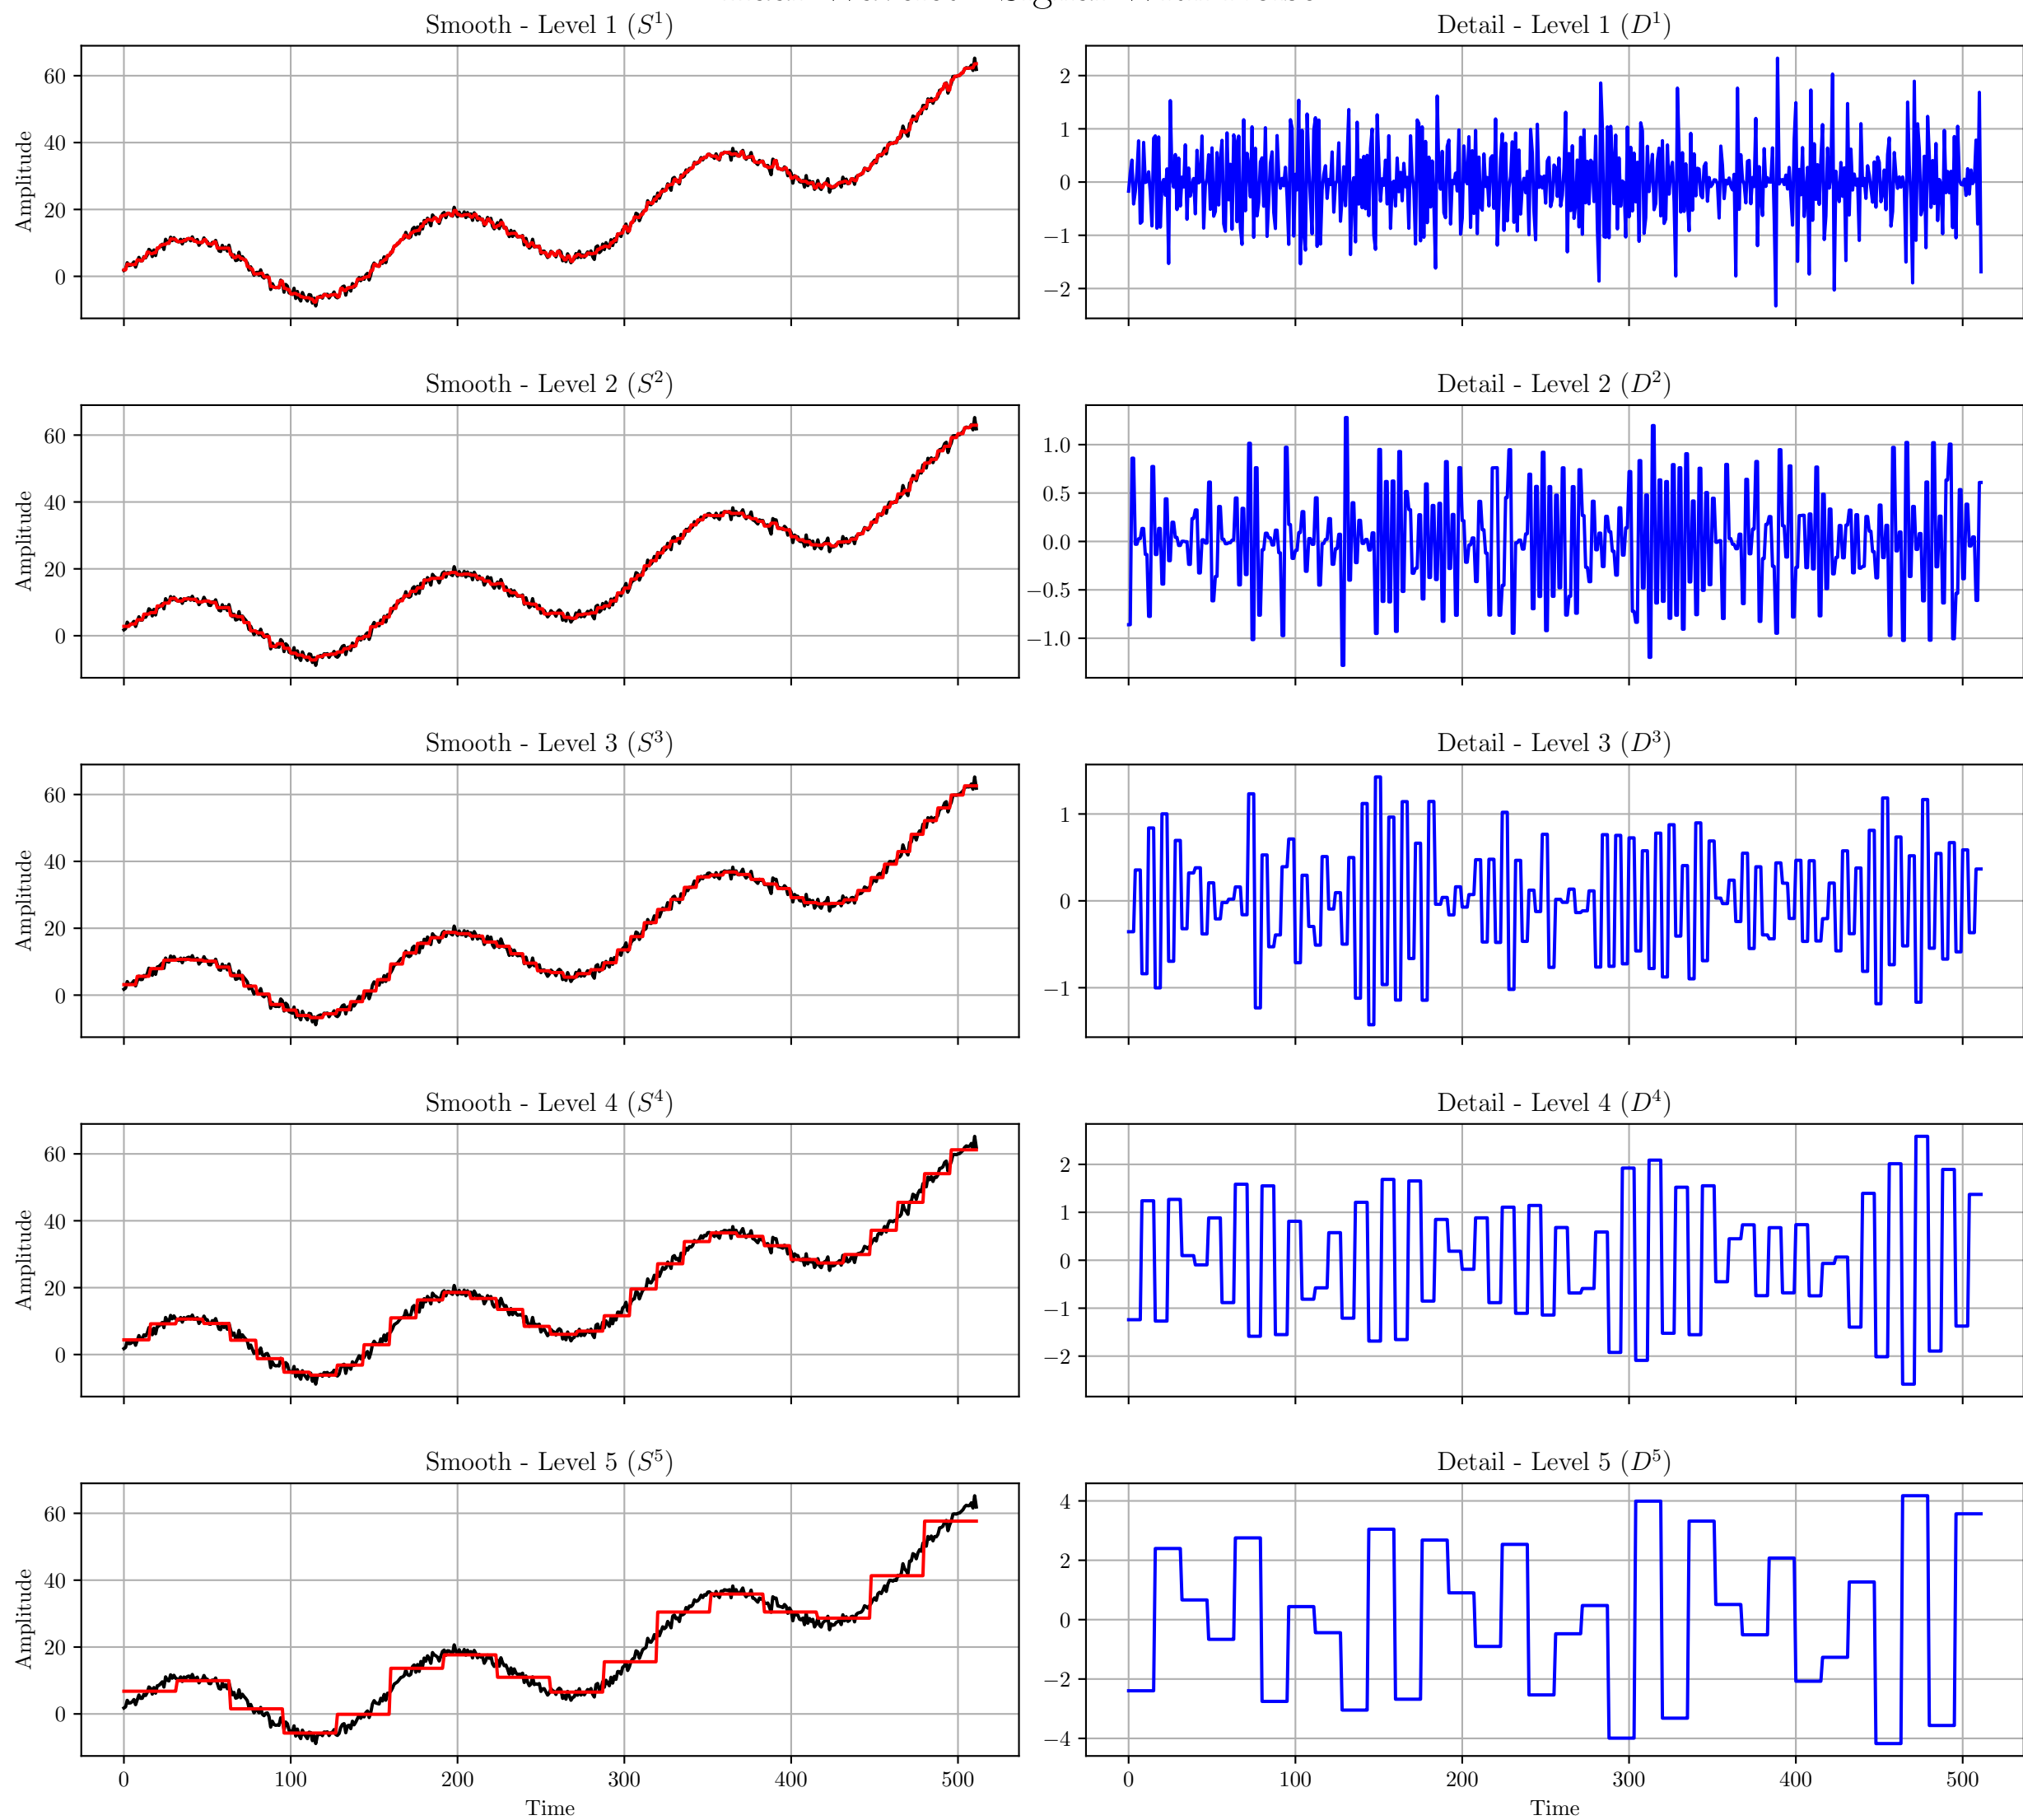 Smooth - Level 1 (S¹)
Detail - Level 1 (D¹)
60
40
20
0
Amplitude
2
1
0
−1
−2
Smooth - Level 2 (S²)
Detail - Level 2 (D²)
60
40
20
0
Amplitude
1.0
0.5
0.0
−0.5
−1.0
Smooth - Level 3 (S³)
Detail - Level 3 (D³)
60
40
20
0
Amplitude
1
0
−1
Smooth - Level 4 (S⁴)
Detail - Level 4 (D⁴)
60
40
20
0
Amplitude
2
1
0
−1
−2
Smooth - Level 5 (S⁵)
Detail - Level 5 (D⁵)
60
40
20
0
Amplitude
4
2
0
−2
−4
0 100 200 300 400 500
Time
0 100 200 300 400 500
Time